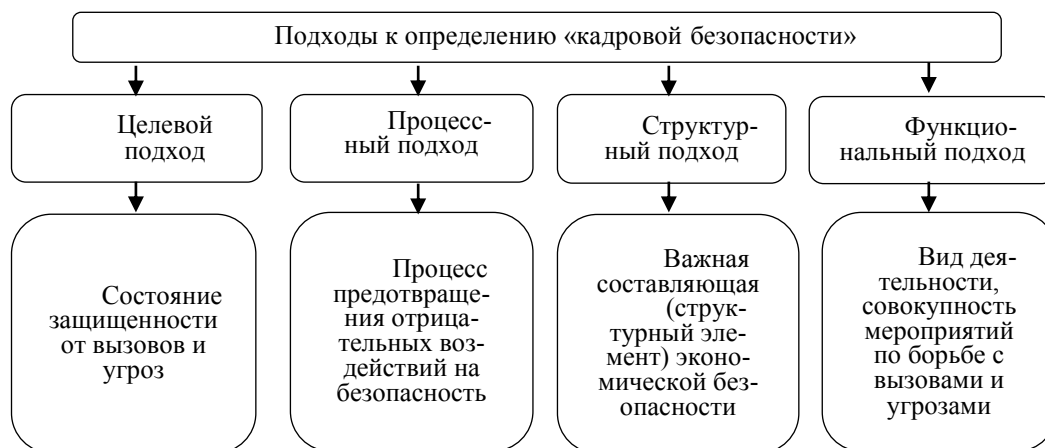 Подходы к определению «кадровой безопасности»
Целевой
подход
Процесс-
ный подход
Структур-
ный подход
Функцио-
нальный подход
Состояние
защищенности
от вызовов и
угроз
Процесс
предотвраще-
ния отрица-
тельных воз-
действий на
безопасность
Важная
составляющая
(струк-
турный эле-
мент) эконо-
мической без-
опасности
Вид дея-
тельности,
совокупность
мероприятий
по борьбе с
вызовами и
угрозами